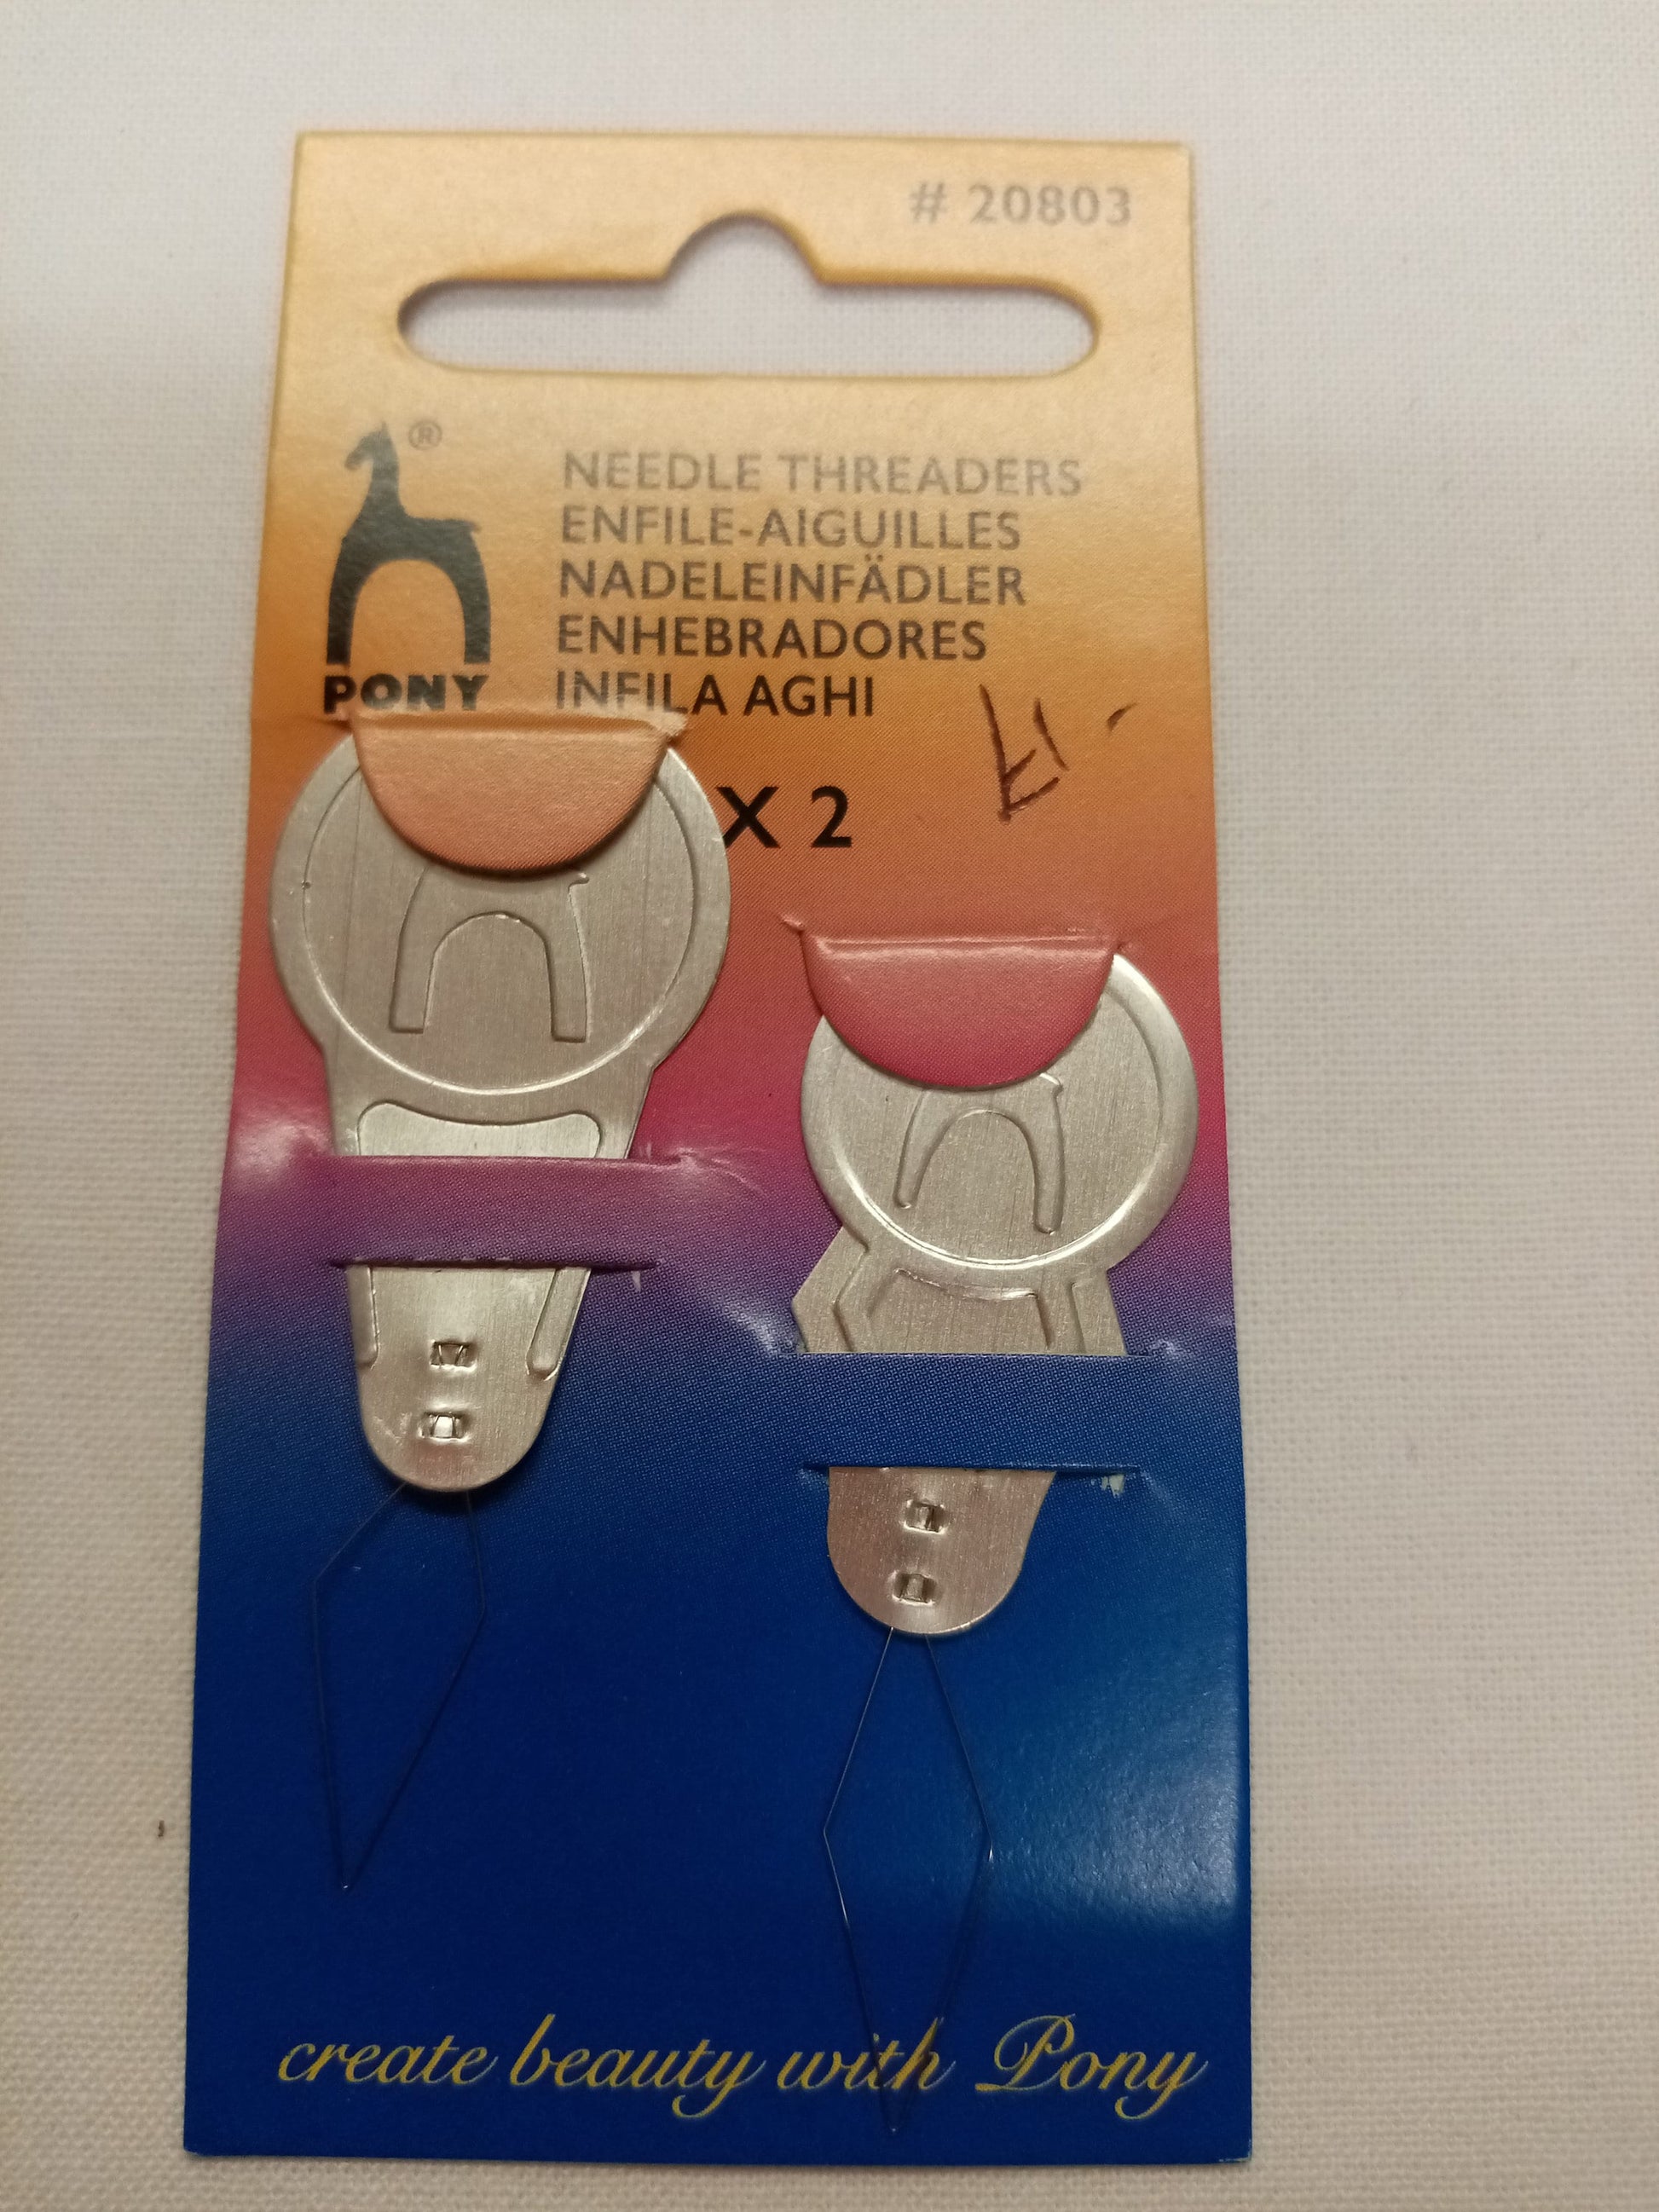 # 20803
®
PONY
NEEDLE THREADERS
ENFILE-AIGUILLES
NADELEINFÄDLER
ENHEBRADORES
INFILA AGHI
X 2
create beauty with Pony